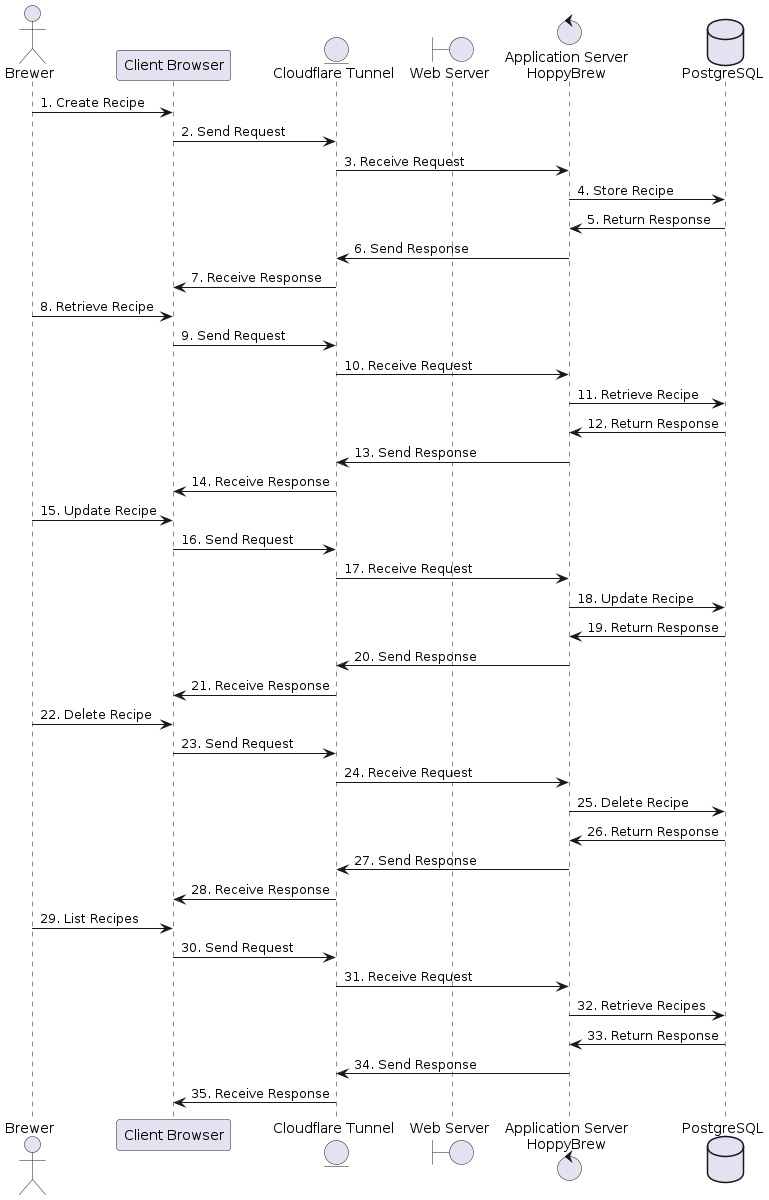 Brewer
Client Browser
Cloudflare Tunnel
Web Server
Application Server
HoppyBrew
PostgreSQL
1. Create Recipe
2. Send Request
3. Receive Request
4. Store Recipe
5. Return Response
6. Send Response
7. Receive Response
8. Retrieve Recipe
9. Send Request
10. Receive Request
11. Retrieve Recipe
12. Return Response
13. Send Response
14. Receive Response
15. Update Recipe
16. Send Request
17. Receive Request
18. Update Recipe
19. Return Response
20. Send Response
21. Receive Response
22. Delete Recipe
23. Send Request
24. Receive Request
25. Delete Recipe
26. Return Response
27. Send Response
28. Receive Response
29. List Recipes
30. Send Request
31. Receive Request
32. Retrieve Recipes
33. Return Response
34. Send Response
35. Receive Response
Brewer
Client Browser
Cloudflare Tunnel
Web Server
Application Server
HoppyBrew
PostgreSQL